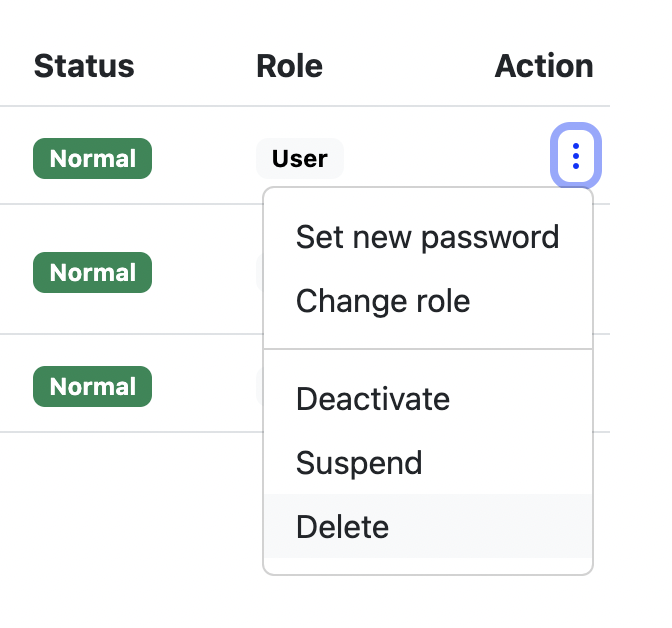 Status Role Action
Normal User
Set new password
Normal
Change role
Normal
Deactivate
Suspend
Delete